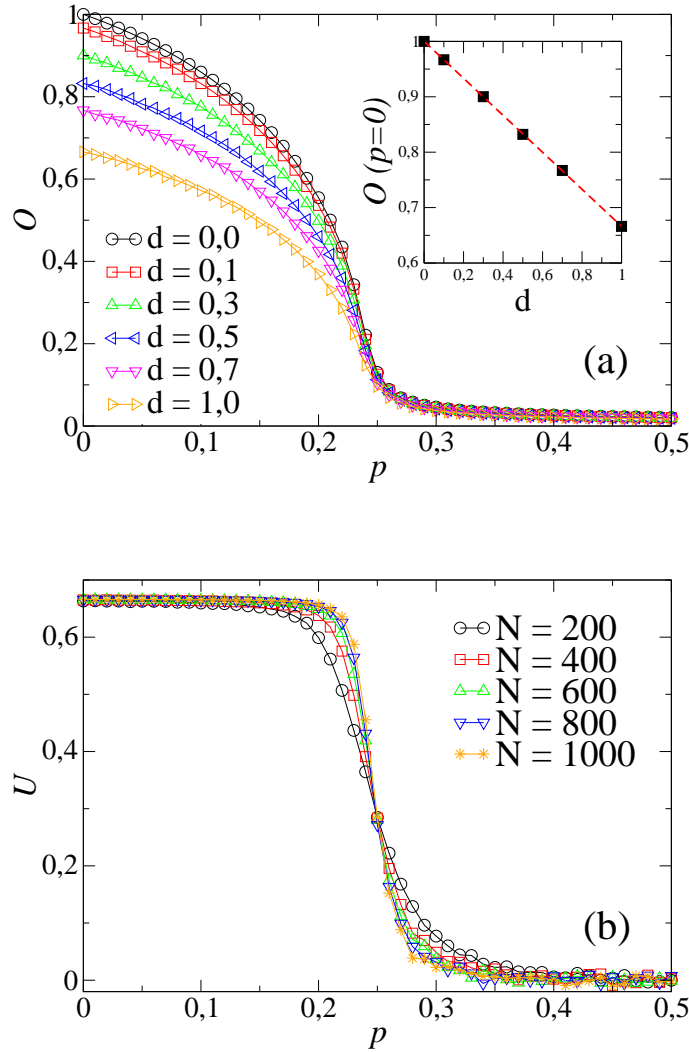 1
0,8
0,6
0,4
0,2
0
O
0
0,1
0,2
0,3
0,4
0,5
p
d = 0,0
d = 0,1
d = 0,3
d = 0,5
d = 0,7
d = 1,0
(a)
1
0,9
0,8
0,7
0,6
O (p=0)
0
0,2
0,4
0,6
0,8
1
d
0,6
0,4
0,2
0
U
0
0,1
0,2
0,3
0,4
0,5
p
N = 200
N = 400
N = 600
N = 800
N = 1000
(b)